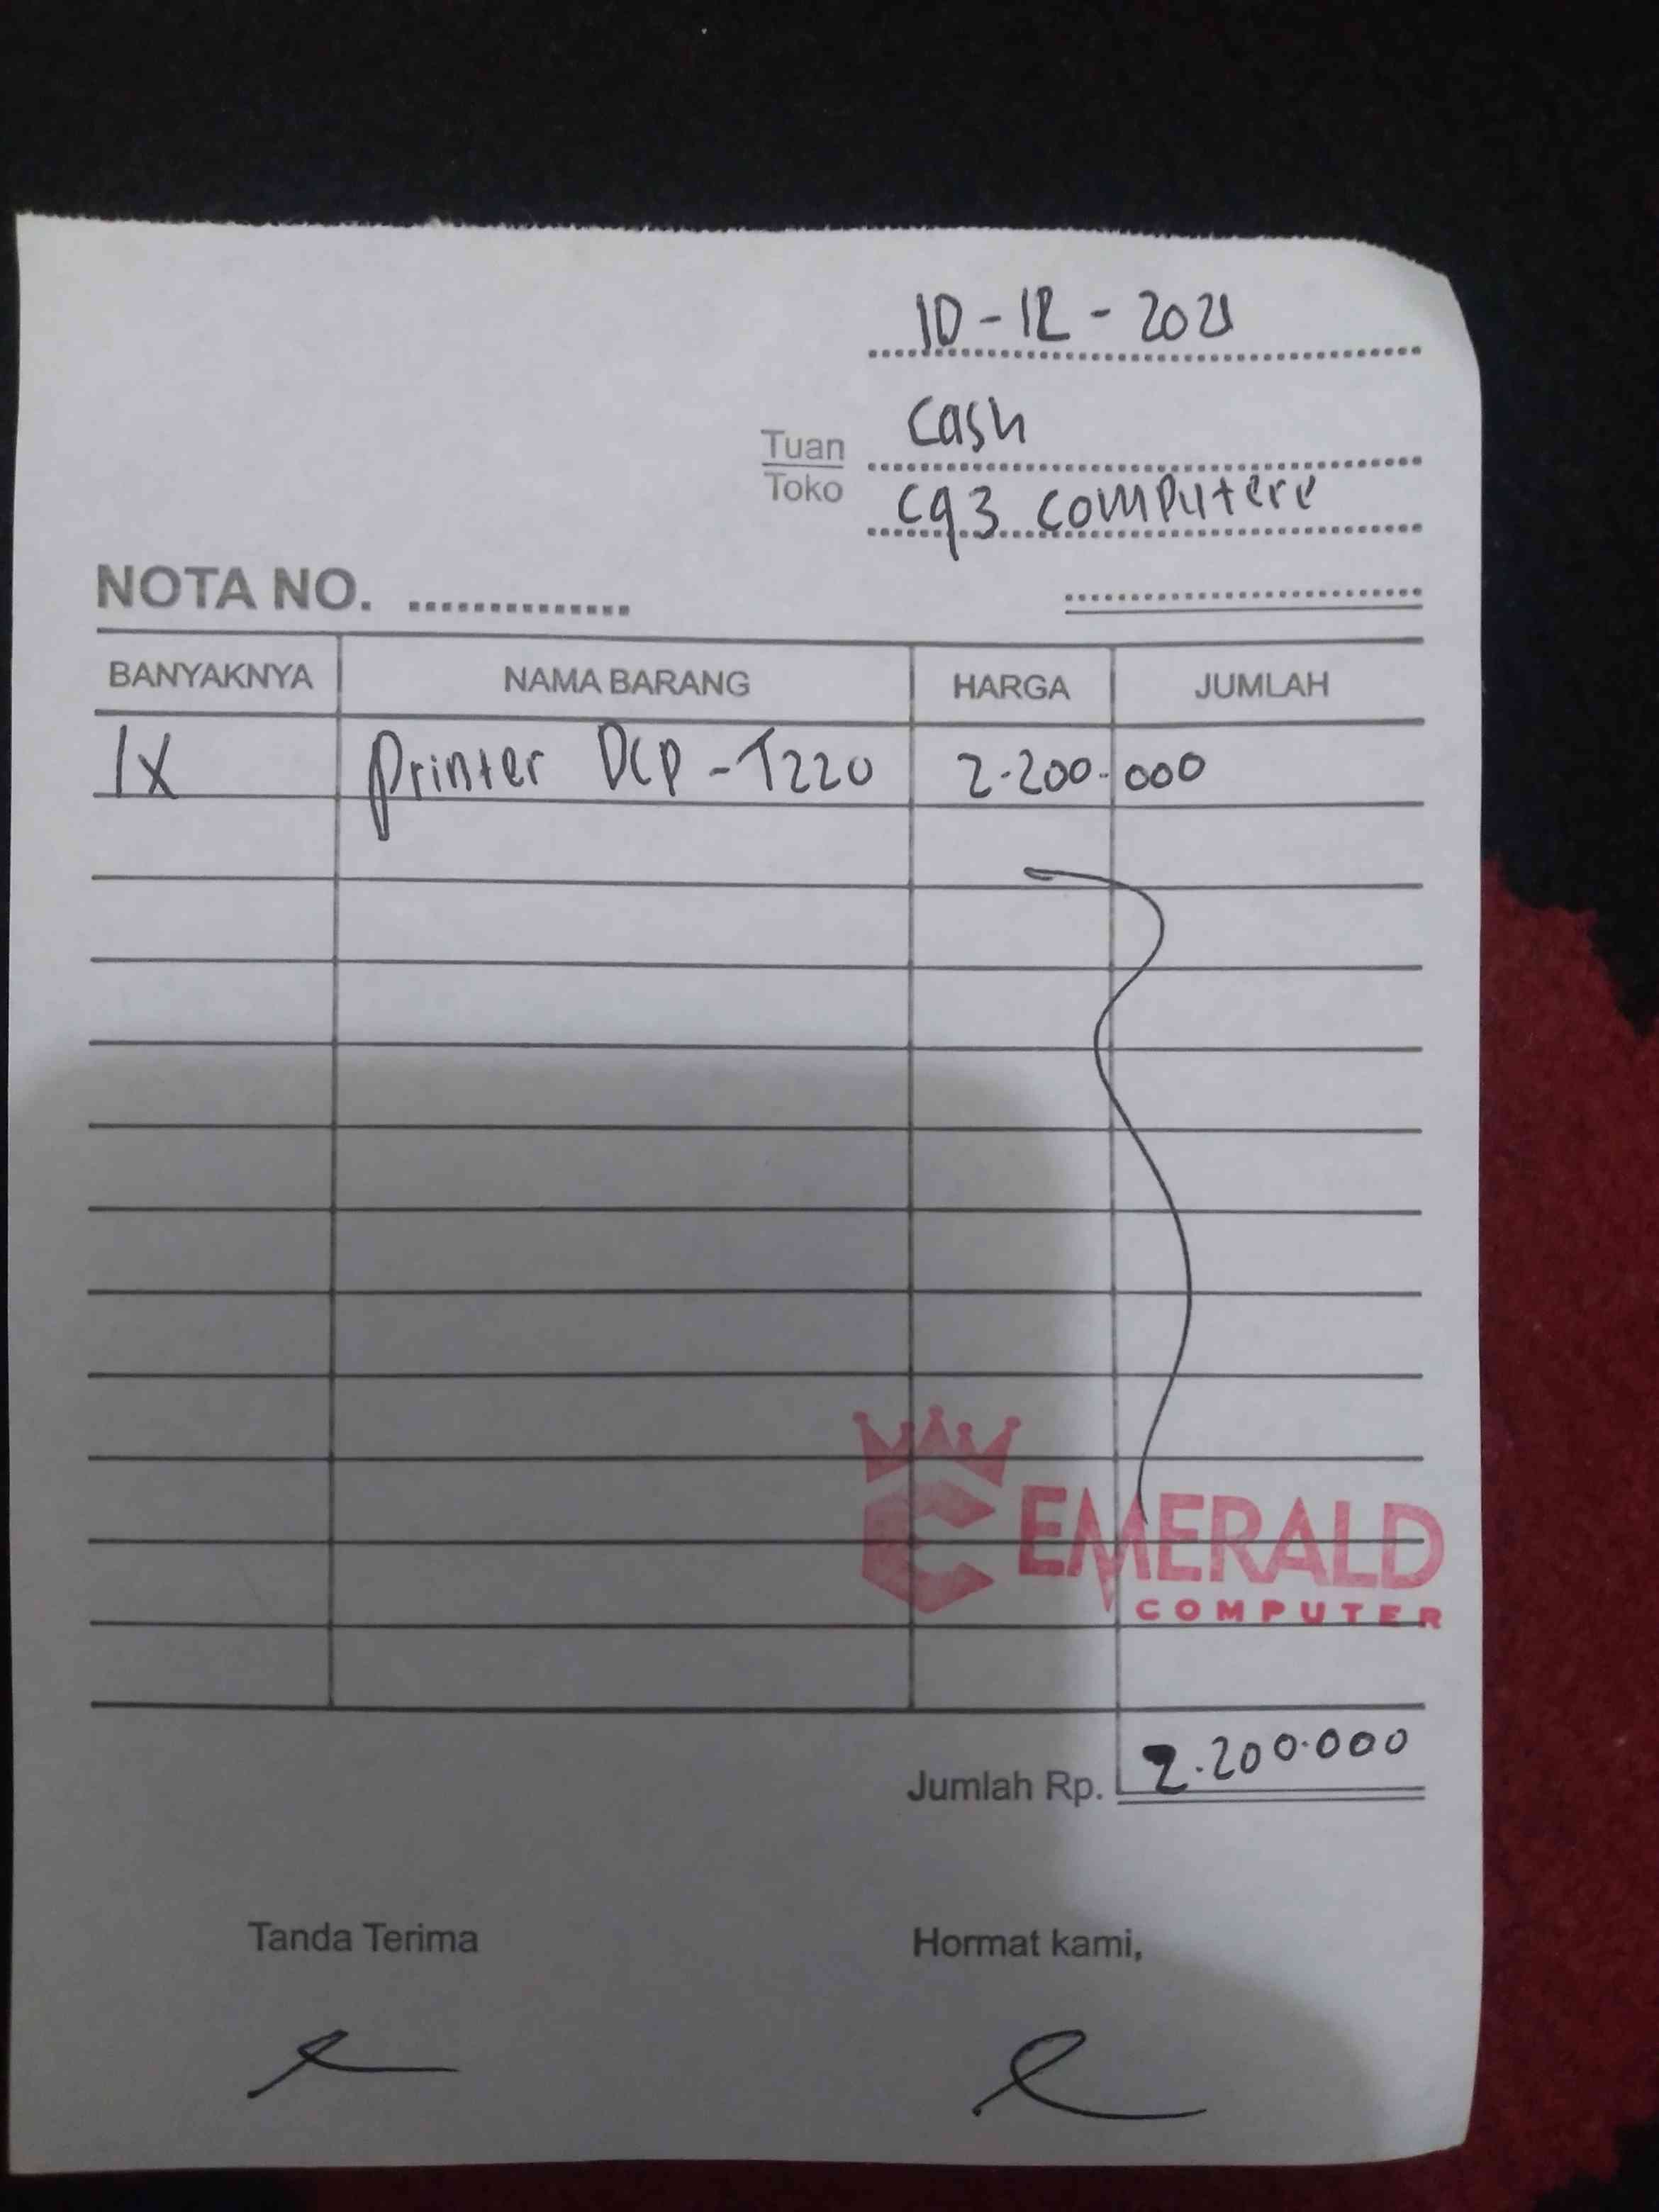 10-12-2021
Tuan cash
Toko cq3 computere
NOTA NO. ..............
BANYAKNYA NAMA BARANG HARGA JUMLAH
1x Printer DCP-T220 2.200.000
EMERALD
COMPUTER
Jumlah Rp. 2.200.000
Tanda Terima Hormat kami,